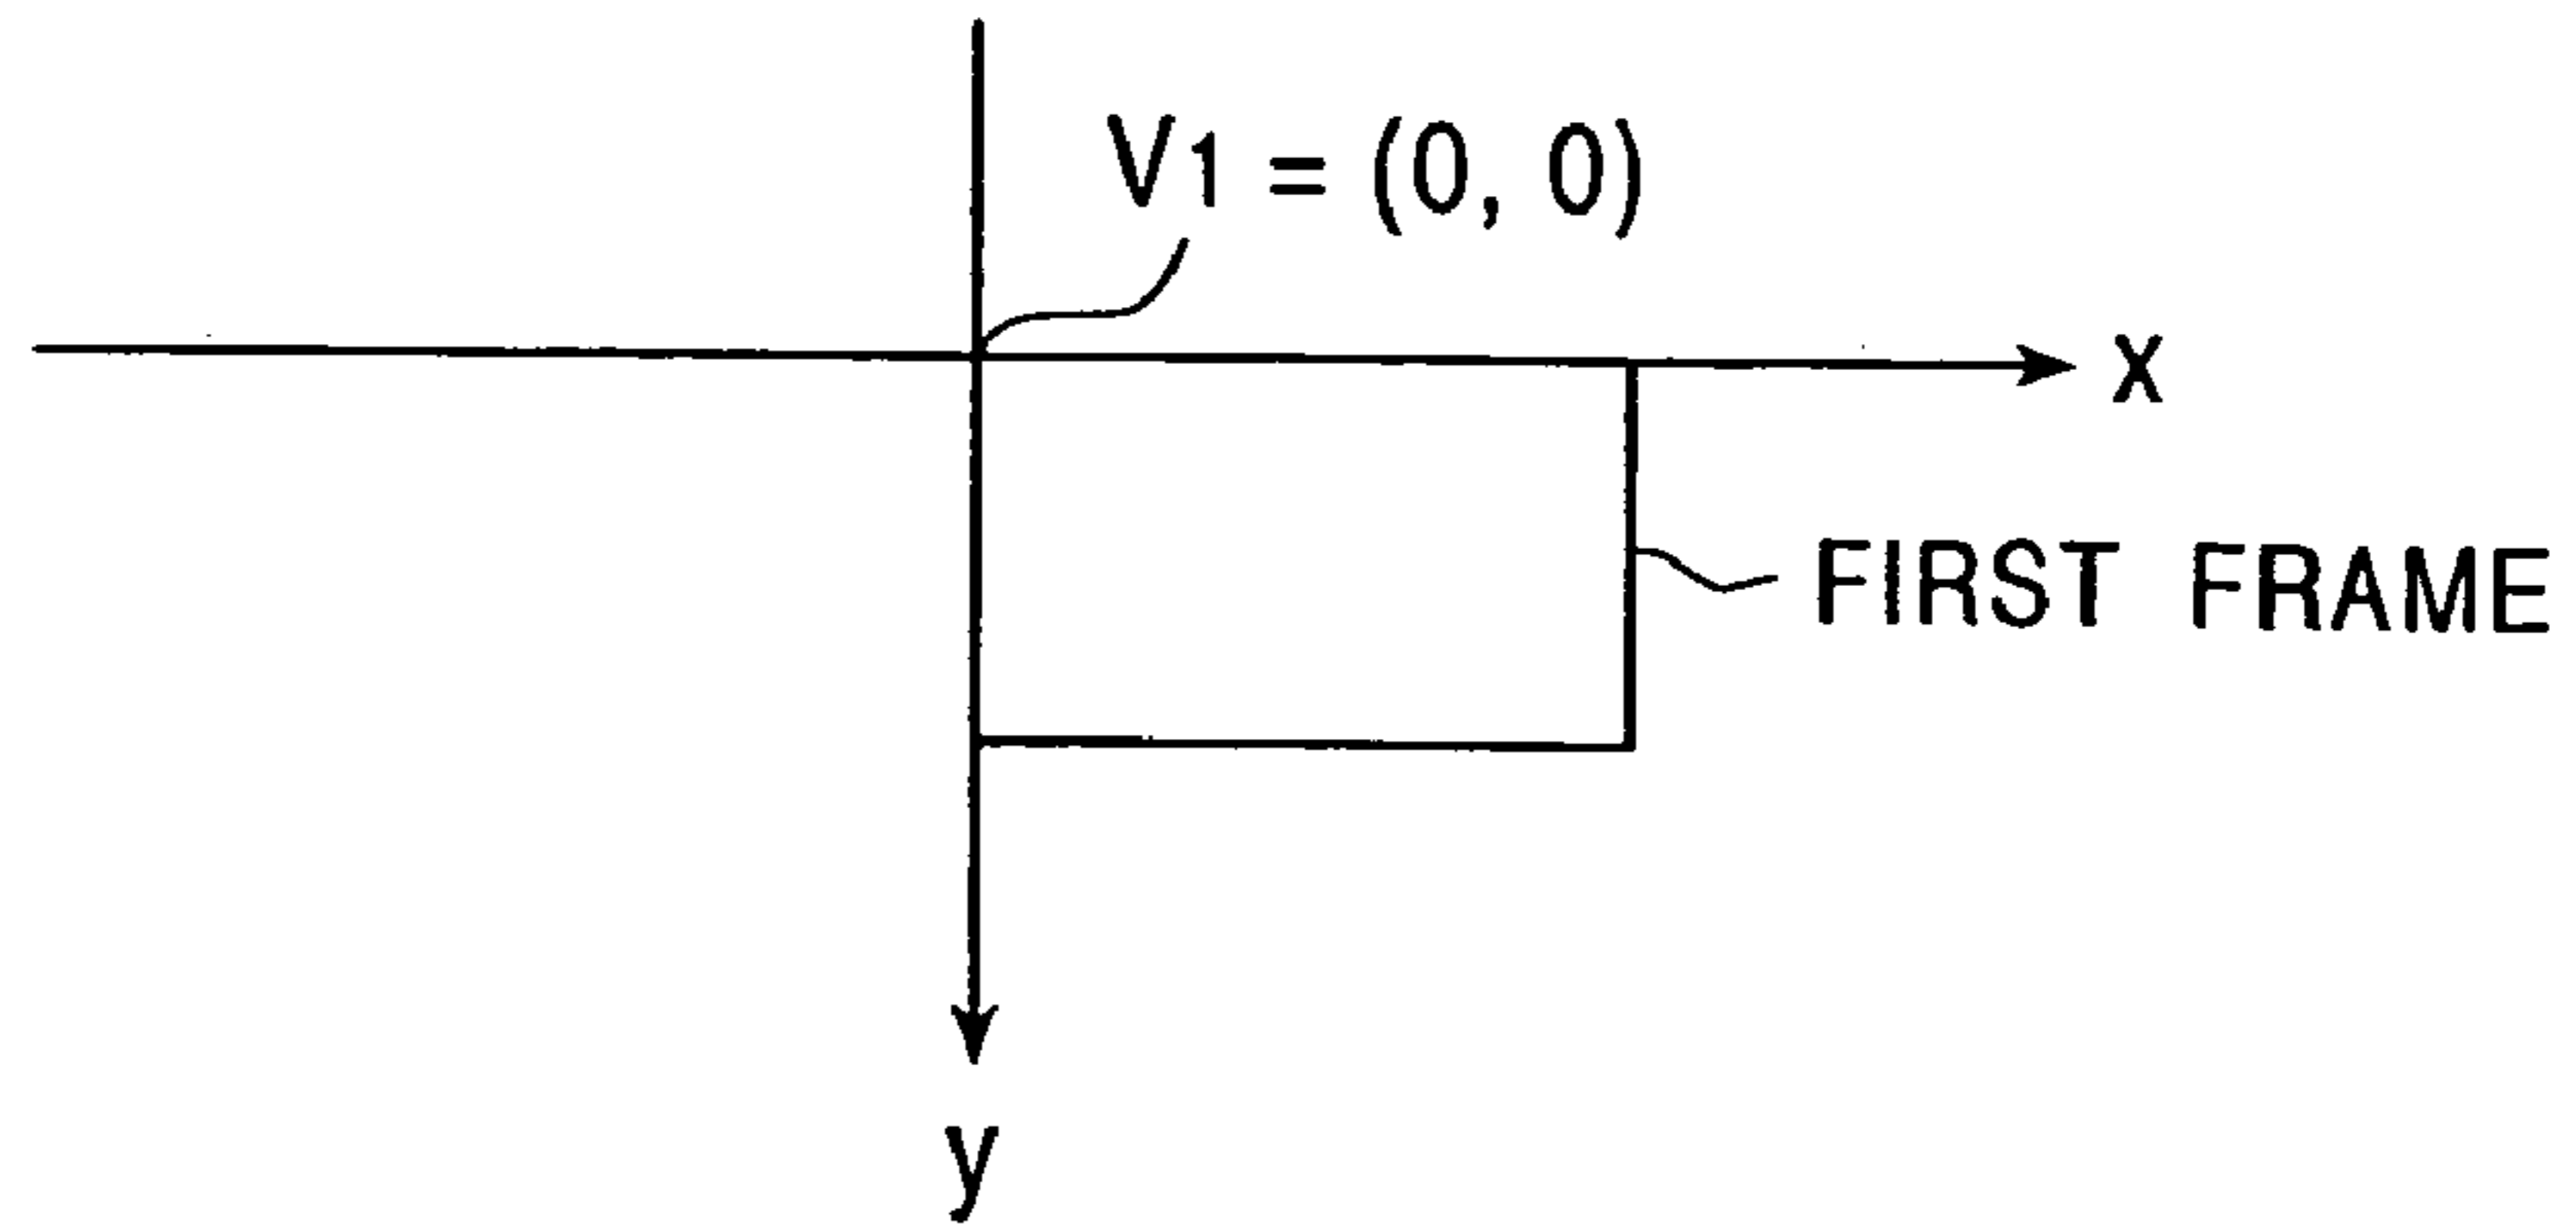 V1 = (0, 0)
x
FIRST FRAME
y